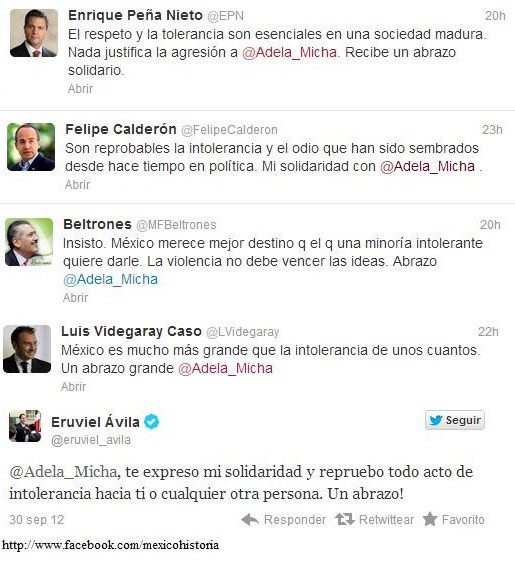 Enrique Peña Nieto @EPN 20h
El respeto y la tolerancia son esenciales en una sociedad madura.
Nada justifica la agresión a @Adela_Micha. Recibe un abrazo
solidario.
Abrir
Felipe Calderón @FelipeCalderon 23h
Son reprobables la intolerancia y el odio que han sido sembrados
desde hace tiempo en política. Mi solidaridad con @Adela_Micha .
Abrir
Beltrones @MFBeltrones 20h
Insisto. México merece mejor destino q el q una minoría intolerante
quiere darle. La violencia no debe vencer las ideas. Abrazo
@Adela_Micha
Abrir
Luis Videgaray Caso @LVidegaray 22h
México es mucho más grande que la intolerancia de unos cuantos.
Un abrazo grande @Adela_Micha
Abrir
Eruviel Ávila Seguir
@eruviel_avila
@Adela_Micha, te expreso mi solidaridad y repruebo todo acto de
intolerancia hacia ti o cualquier otra persona. Un abrazo!
30 sep 12 Responder Retwittear Favorito
http://www.facebook.com/mexicohistoria